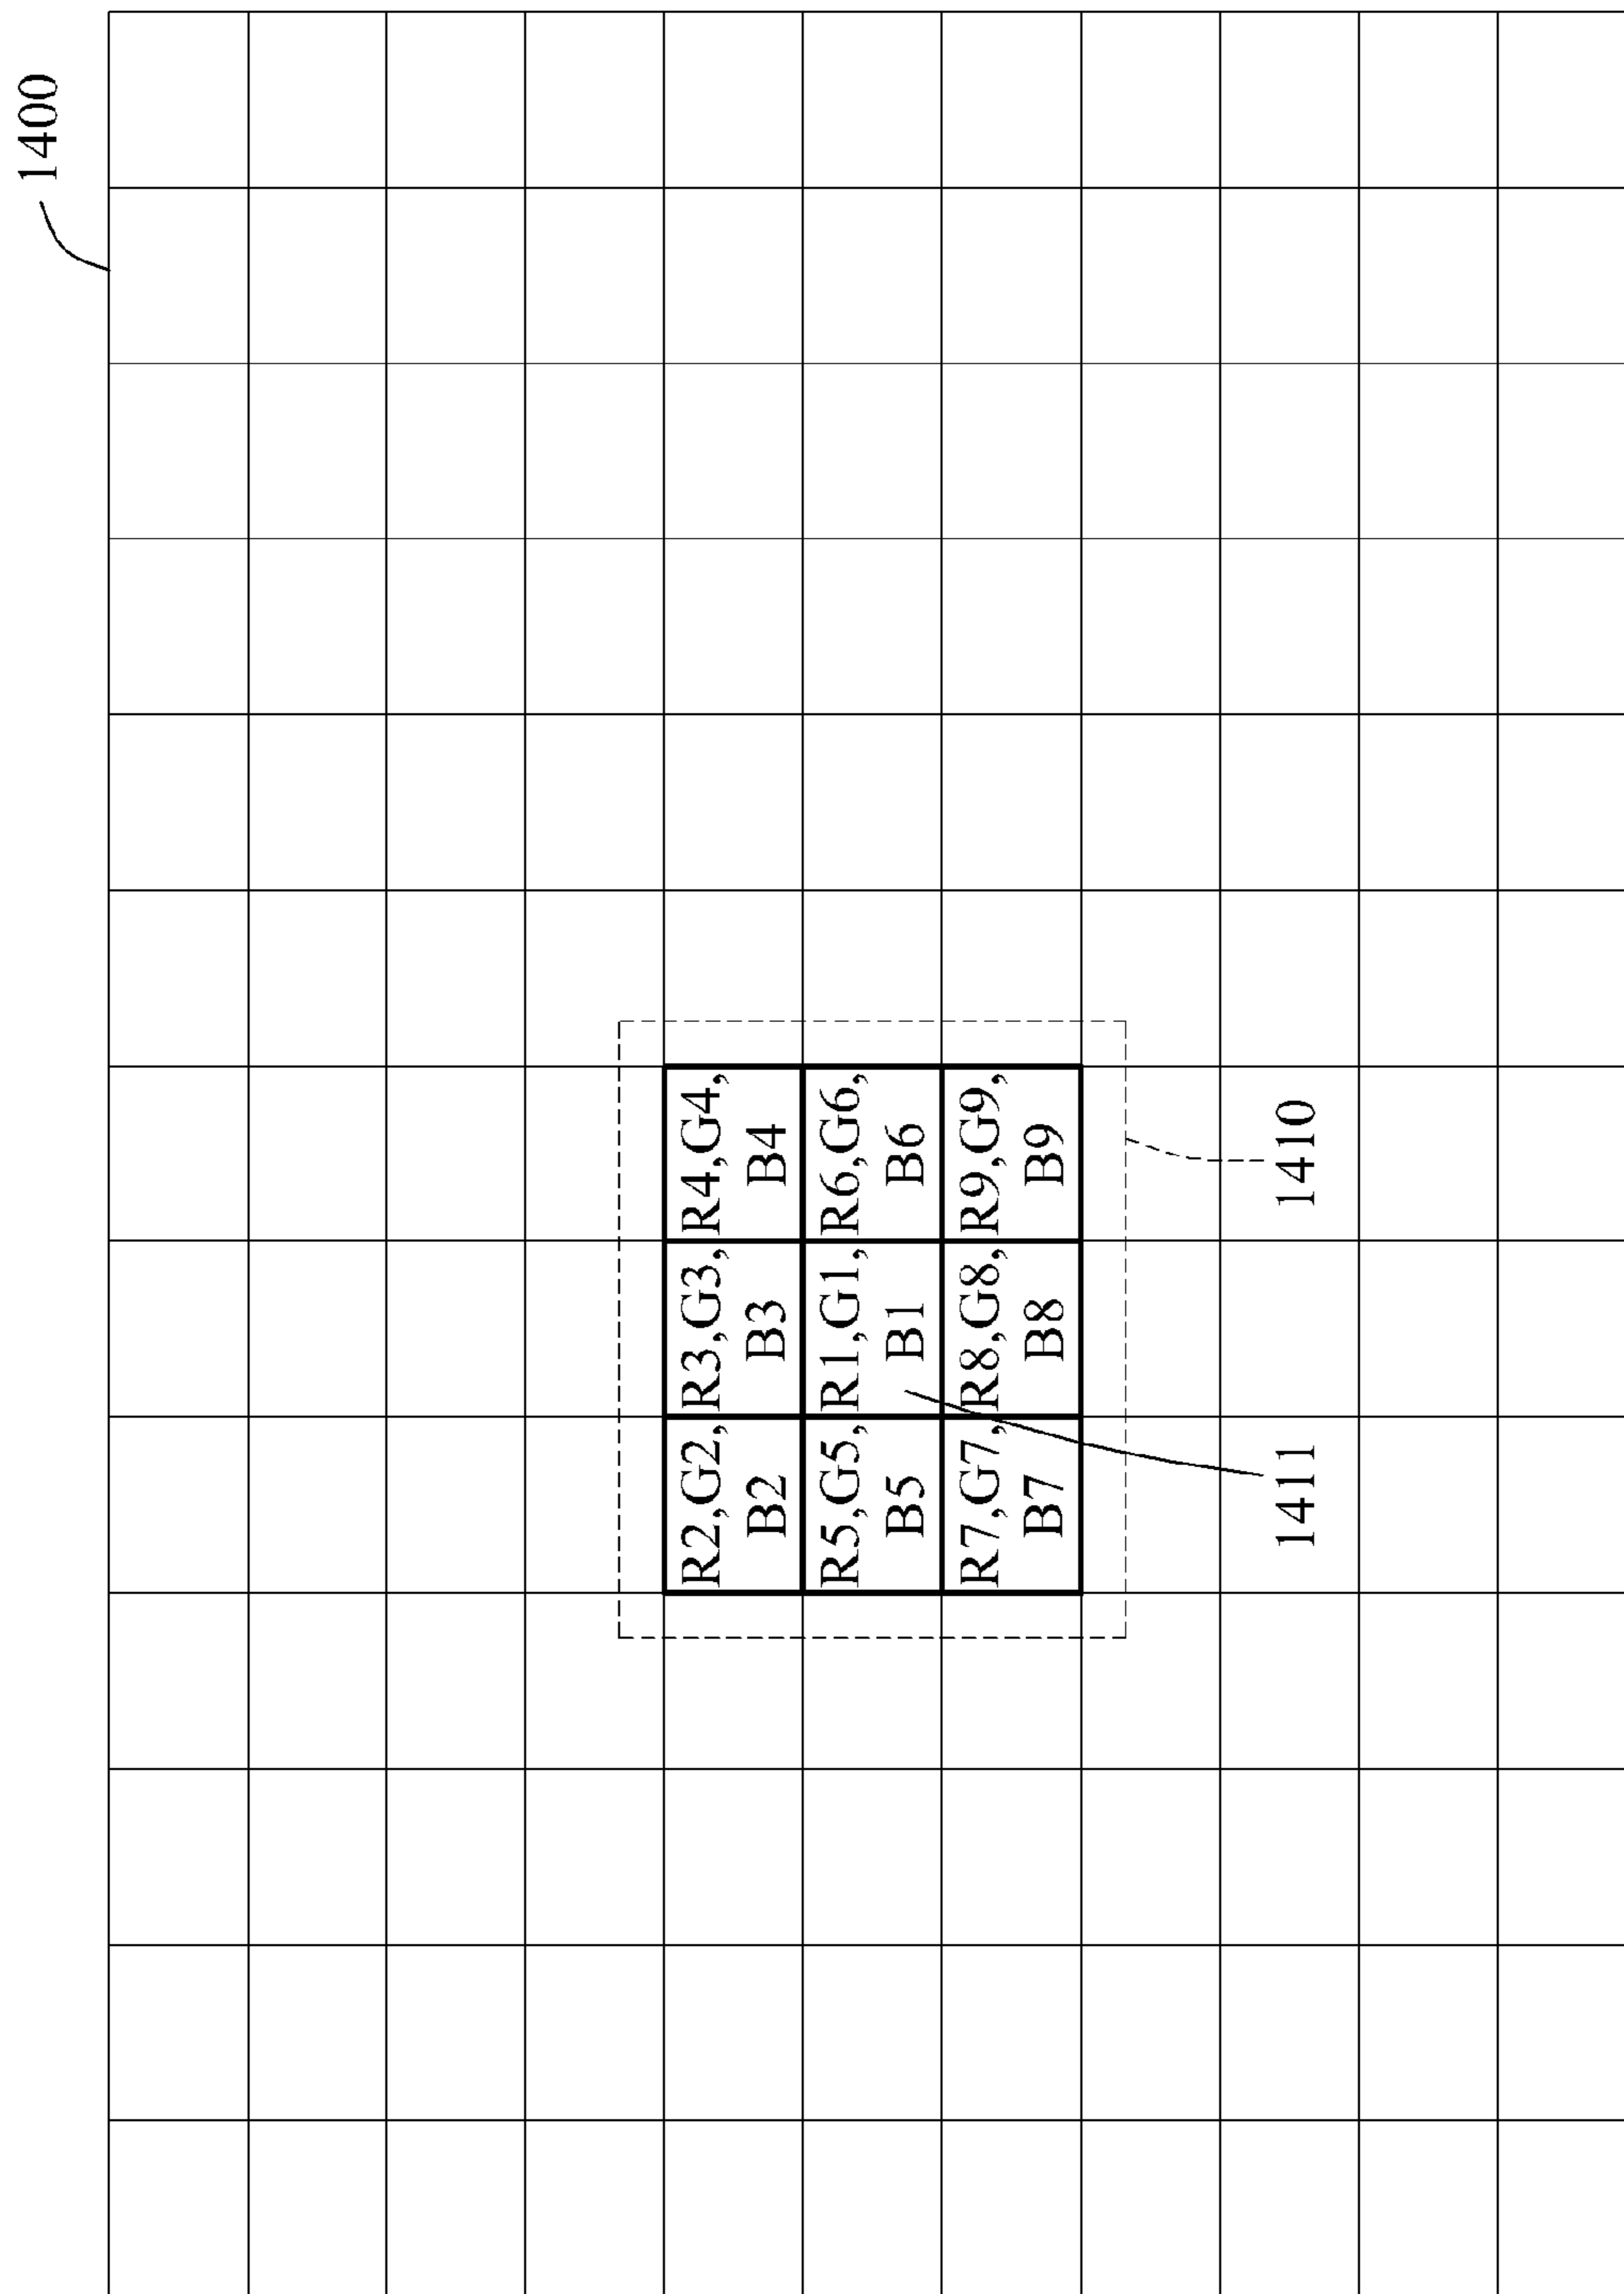 1400
R2,G2,
B2
R3,G3,
B3
R4,G4,
B4
R5,G5,
B5
R1,G1,
B1
R6,G6,
B6
R7,G7,
B7
R8,G8,
B8
R9,G9,
B9
1411
1410